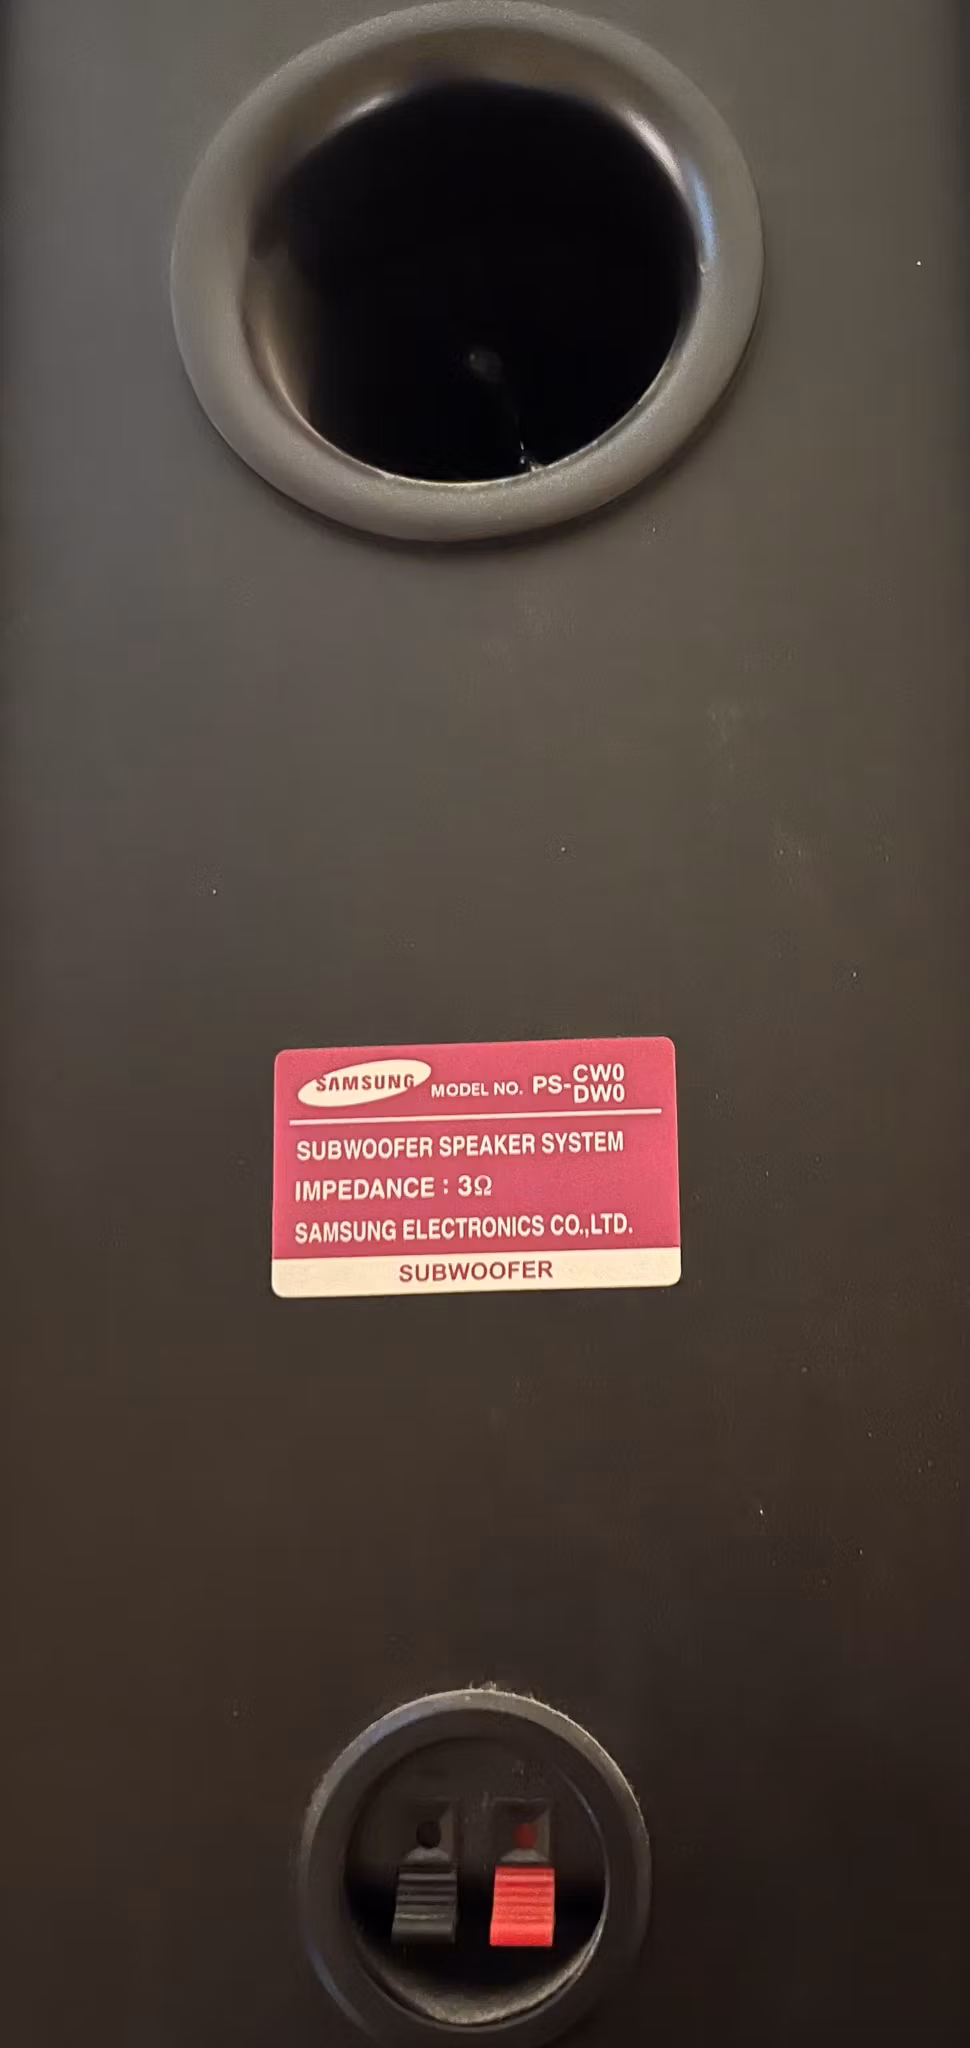 SAMSUNG MODEL NO. PS-CW0
DW0
SUBWOOFER SPEAKER SYSTEM
IMPEDANCE : 3Ω
SAMSUNG ELECTRONICS CO.,LTD.
SUBWOOFER